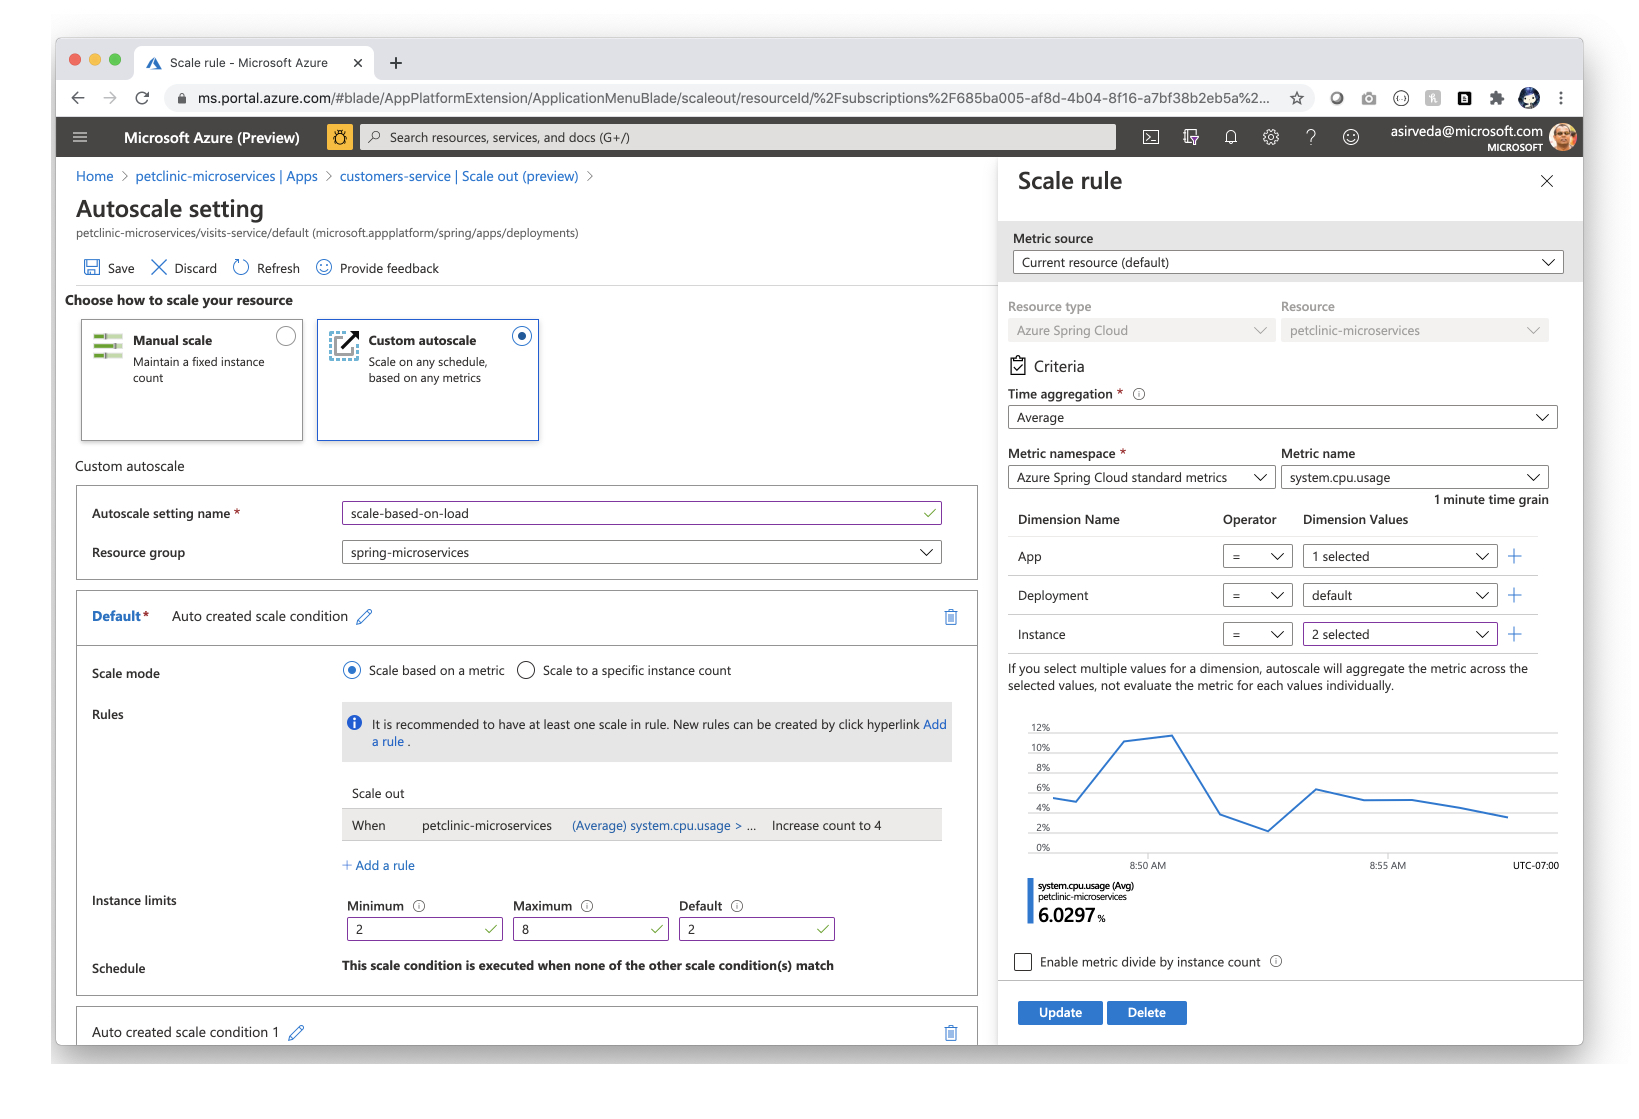 Scale rule - Microsoft Azure
ms.portal.azure.com/#blade/AppPlatformExtension/ApplicationMenuBlade/scaleout/resourceId/%2Fsubscriptions%2F685ba005-af8d-4b04-8f16-a7bf38b2eb5a%2...
Microsoft Azure (Preview)
Search resources, services, and docs (G+/)
asirveda@microsoft.com
MICROSOFT
Home > petclinic-microservices | Apps > customers-service | Scale out (preview) >
Autoscale setting
petclinic-microservices/visits-service/default (microsoft.appplatform/spring/apps/deployments)
Save Discard Refresh Provide feedback
Choose how to scale your resource
Manual scale
Maintain a fixed instance
count
Custom autoscale
Scale on any schedule,
based on any metrics
Custom autoscale
Autoscale setting name * scale-based-on-load
Resource group spring-microservices
Default* Auto created scale condition
Scale mode Scale based on a metric Scale to a specific instance count
Rules
It is recommended to have at least one scale in rule. New rules can be created by click hyperlink Add
a rule .
Scale out
When petclinic-microservices (Average) system.cpu.usage > ... Increase count to 4
+ Add a rule
Instance limits
Minimum Maximum Default
2 8 2
Schedule This scale condition is executed when none of the other scale condition(s) match
Auto created scale condition 1
Scale rule
Metric source
Current resource (default)
Resource type Resource
Azure Spring Cloud petclinic-microservices
Criteria
Time aggregation *
Average
Metric namespace * Metric name
Azure Spring Cloud standard metrics system.cpu.usage
1 minute time grain
Dimension Name Operator Dimension Values
App = 1 selected +
Deployment = default +
Instance = 2 selected +
If you select multiple values for a dimension, autoscale will aggregate the metric across the
selected values, not evaluate the metric for each values individually.
12%
10%
8%
6%
4%
2%
0%
8:50 AM 8:55 AM UTC-07:00
system.cpu.usage (Avg)
petclinic-microservices
6.0297 %
Enable metric divide by instance count
Update Delete